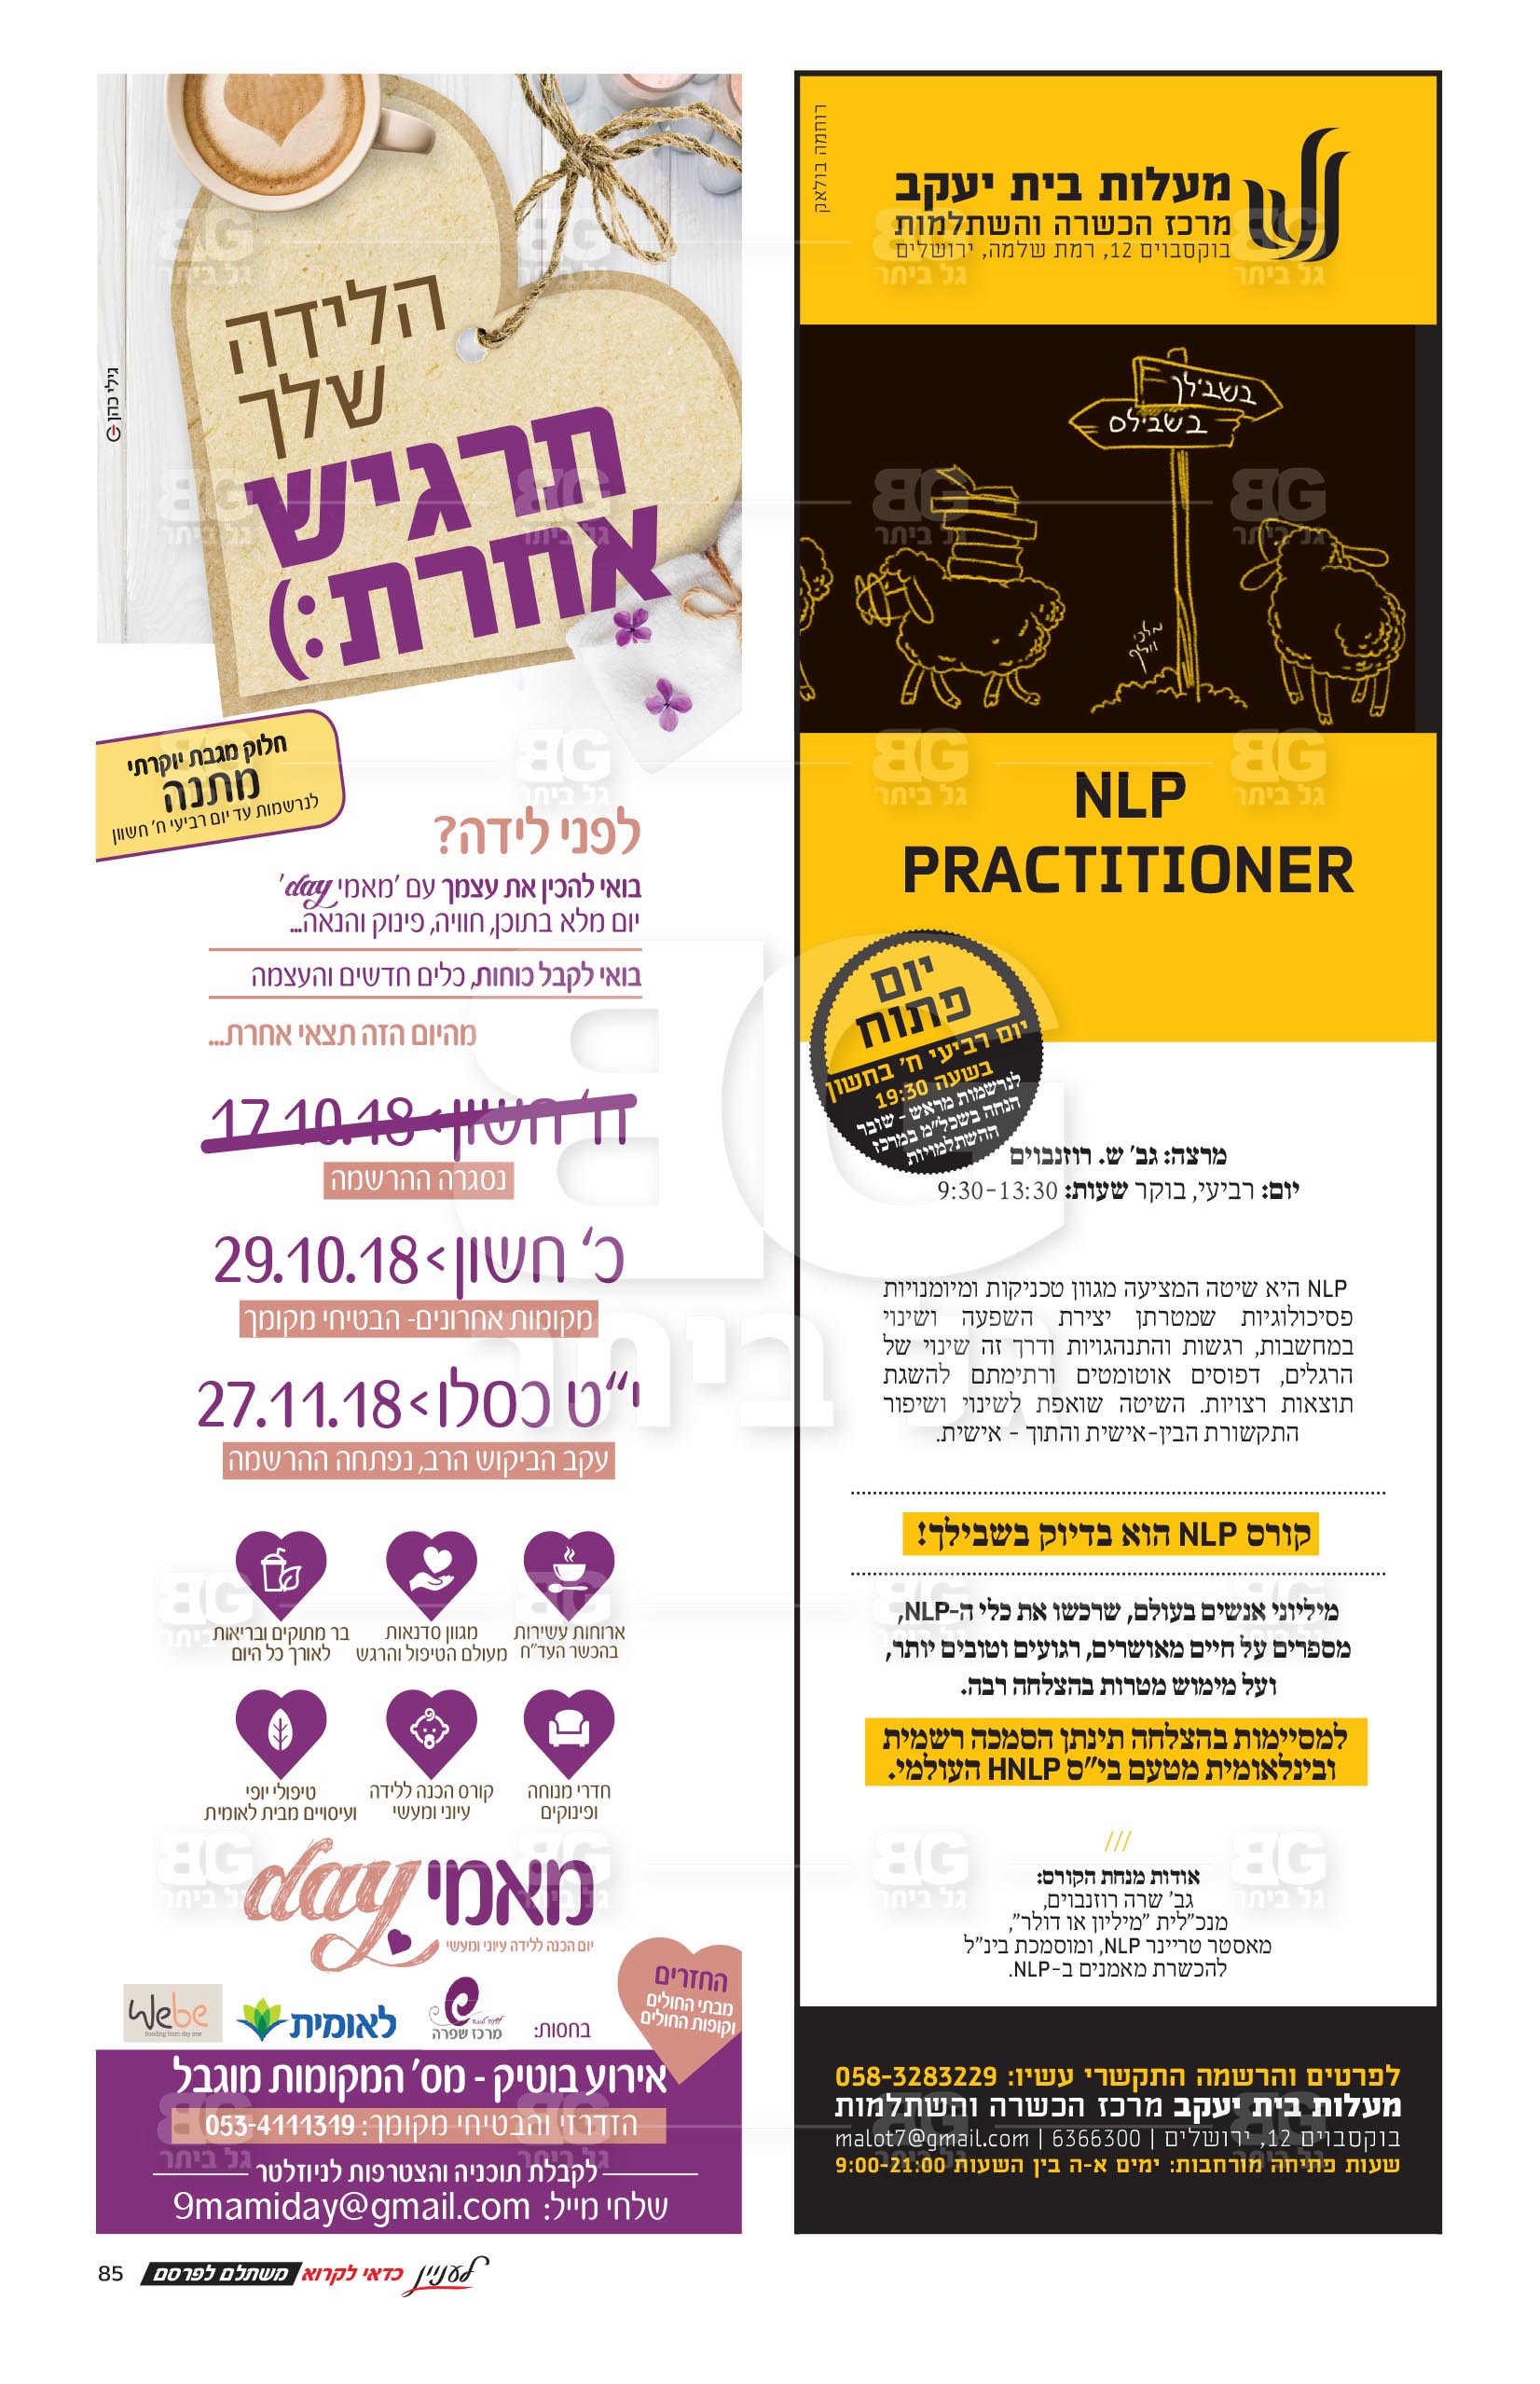 רוחמה בולאק
מעלות בית יעקב
מרכז הכשרה והשתלמות
בוקסבוים 12, רמת שלמה, ירושלים
בשבילך
בשבילם
מלכי וולף
NLP
PRACTITIONER
יום
פתוח
יום רביעי ח' בחשון
בשעה 19:30
לנרשמות מראש - שובר
הנחה בשכל"מ במרכז
ההשתלמויות
מרצה: גב' ש. רוזנבוים
יום: רביעי, בוקר שעות: 9:30-13:30
NLP היא שיטה המציעה מגוון טכניקות ומיומנויות
פסיכולוגיות שמטרתן יצירת השפעה ושינוי
במחשבות, רגשות והתנהגויות ודרך זה שינוי של
הרגלים, דפוסים אוטומטים ורתימתם להשגת
תוצאות רצויות. השיטה שואפת לשינוי ושיפור
התקשורת הבין-אישית והתוך - אישית.
קורס NLP הוא בדיוק בשבילך!
מיליוני אנשים בעולם, שרכשו את כלי ה-NLP,
מספרים על חיים מאושרים, רגועים וטובים יותר,
ועל מימוש מטרות בהצלחה רבה.
למסיימות בהצלחה תינתן הסמכה רשמית
ובינלאומית מטעם בי"ס HNLP העולמי.
///
אודות מנחת הקורס:
גב' שרה רוזנבוים,
מנכ"לית "מיליון או דולר",
מאסטר טריינר NLP, ומוסמכת בינ"ל
להכשרת מאמנים ב-NLP.
לפרטים והרשמה התקשרי עשיו: 058-3283229
מעלות בית יעקב מרכז הכשרה והשתלמות
בוקסבוים 12, ירושלים | 6366300 | malot7@gmail.com
שעות פתיחה מורחבות: ימים א-ה בין השעות 9:00-21:00
גילי כהן
הלידה
שלך
תרגיש
אחרת:)
חלוק מגבת יוקרתי
מתנה
לנרשמות עד יום רביעי ח' חשוון
לפני לידה?
בואי להכין את עצמך עם 'מאמי day'
יום מלא בתוכן, חוויה, פינוק והנאה...
בואי לקבל כוחות, כלים חדשים והעצמה
מהיום הזה תצאי אחרת...
ח' חשון>17.10.18
נסגרה ההרשמה
כ' חשון>29.10.18
מקומות אחרונים- הבטיחי מקומך
י"ט כסלו>27.11.18
עקב הביקוש הרב, נפתחה ההרשמה
ארוחות עשירות
בהכשר העד"ח
מגוון סדנאות
מעולם הטיפול והרגש
בר מתוקים ובריאות
לאורך כל היום
חדרי מנוחה
ופינוקים
קורס הכנה ללידה
עיוני ומעשי
טיפולי יופי
ועיסויים מבית לאומית
מאמי day
יום הכנה ללידה עיוני ומעשי
החזרים
מבתי החולים
וקופות החולים
בחסות:
מרכז שפרה
לאומית
webe
bonding from day one
אירוע בוטיק - מס' המקומות מוגבל
הזדרזי והבטיחי מקומך: 053-4111319
לקבלת תוכניה והצטרפות לניוזלטר
שלחי מייל: 9mamiday@gmail.com
לעניין כדאי לקרוא משתלם לפרסם 85
BG
גל ביתר